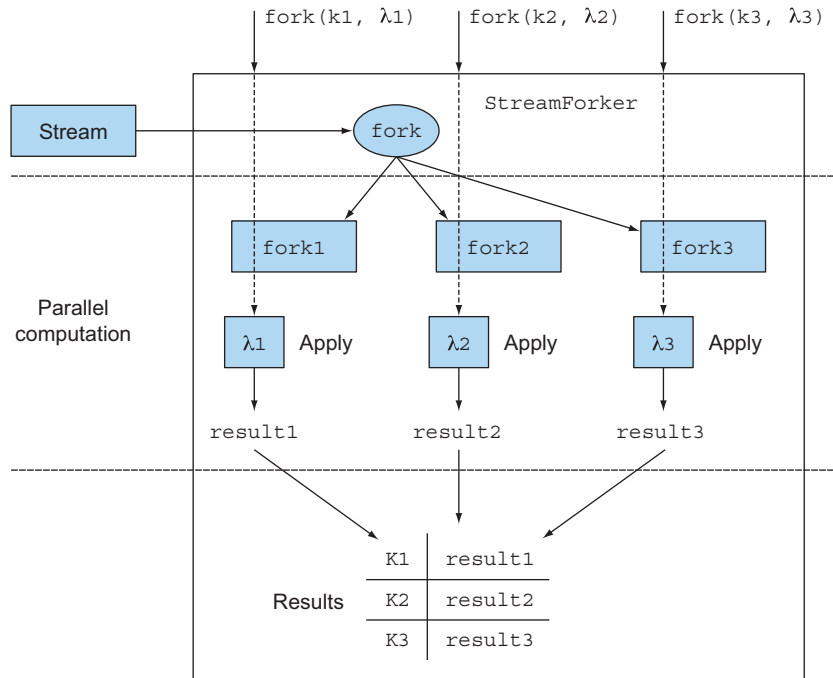 fork(k1, λ1) fork(k2, λ2) fork(k3, λ3)
StreamForker
Stream
fork
fork1 fork2 fork3
Parallel
computation
λ1 Apply λ2 Apply λ3 Apply
result1 result2 result3
K1 result1
Results K2 result2
K3 result3